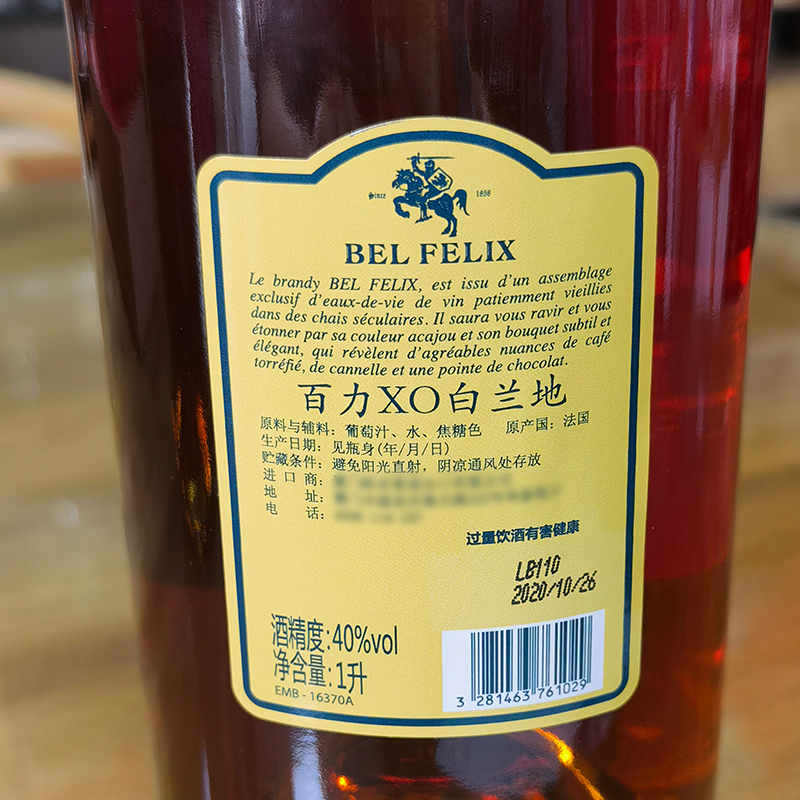 Since 1838
BEL FELIX
Le brandy BEL FELIX, est issu d'un assemblage
exclusif d'eaux-de-vie de vin patiemment vieillies
dans des chais séculaires. Il saura vous ravir et vous
étonner par sa couleur acajou et son bouquet subtil et
élégant, qui révèlent d'agréables nuances de café
torréfié, de cannelle et une pointe de chocolat.
百力XO白兰地
原料与辅料: 葡萄汁、水、焦糖色 原产国: 法国
生产日期: 见瓶身(年/月/日)
贮藏条件: 避免阳光直射, 阴凉通风处存放
进口商:
地址:
电话:
过量饮酒有害健康
LB110
2020/10/26
酒精度:40%vol
净含量:1升
EMB - 16370A
3 281463 761029